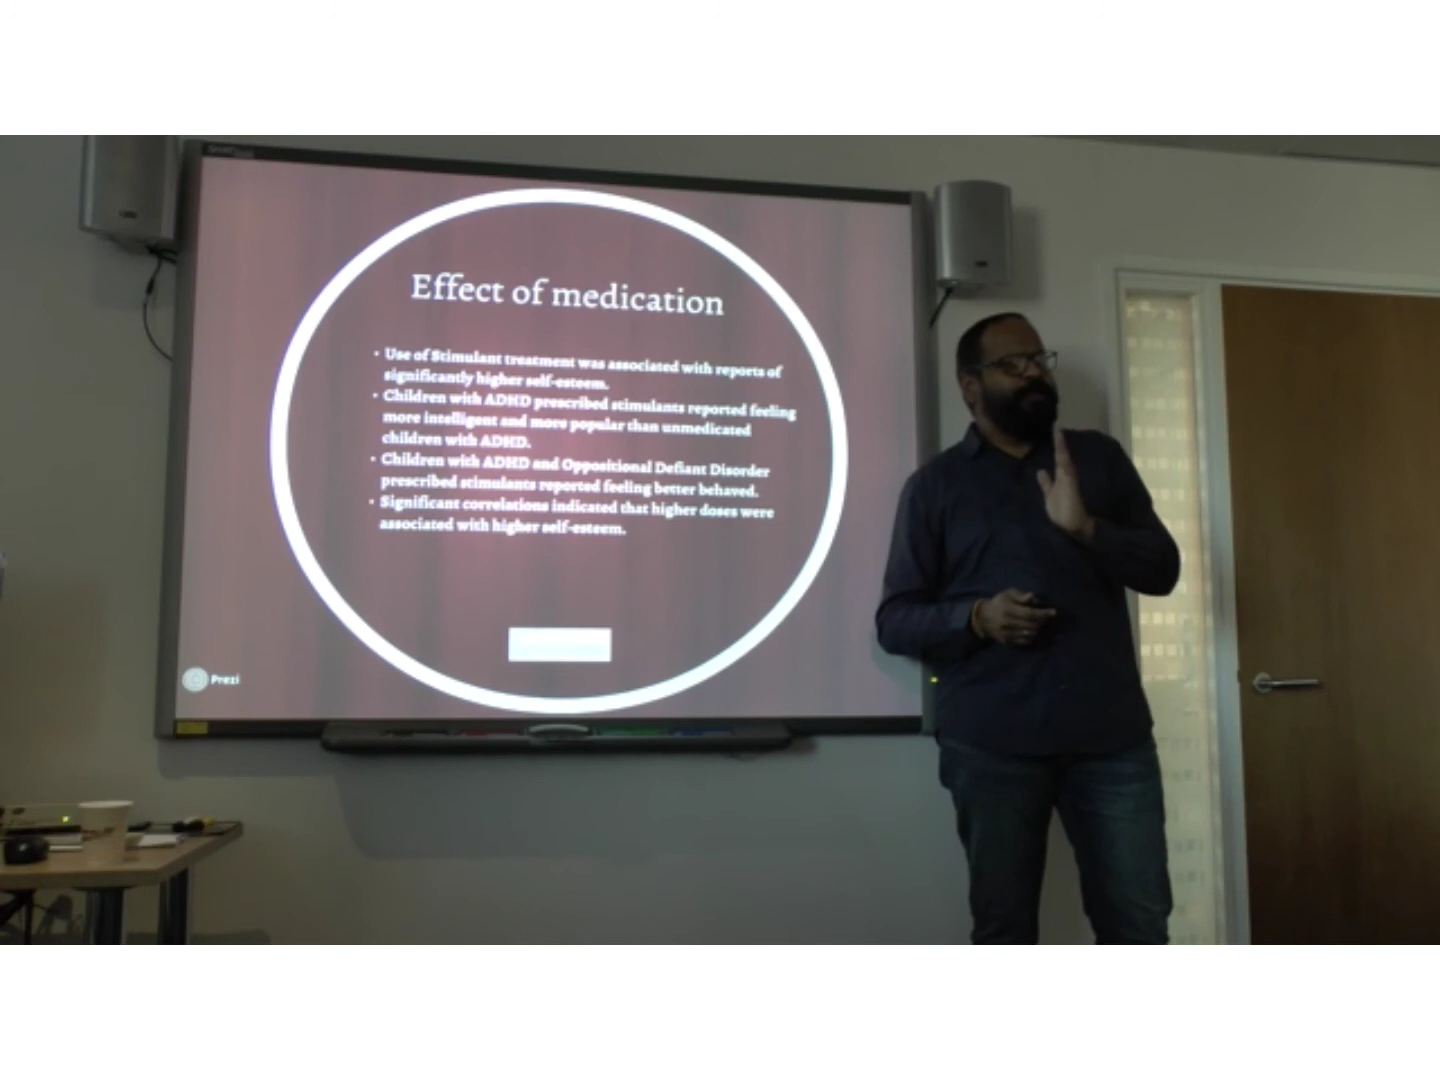 Effect of medication
• Use of Stimulant treatment was associated with reports of
significantly higher self-esteem.
• Children with ADHD prescribed stimulants reported feeling
more intelligent and more popular than unmedicated
children with ADHD.
• Children with ADHD and Oppositional Defiant Disorder
prescribed stimulants reported feeling better behaved.
• Significant correlations indicated that higher doses were
associated with higher self-esteem.
Prezi